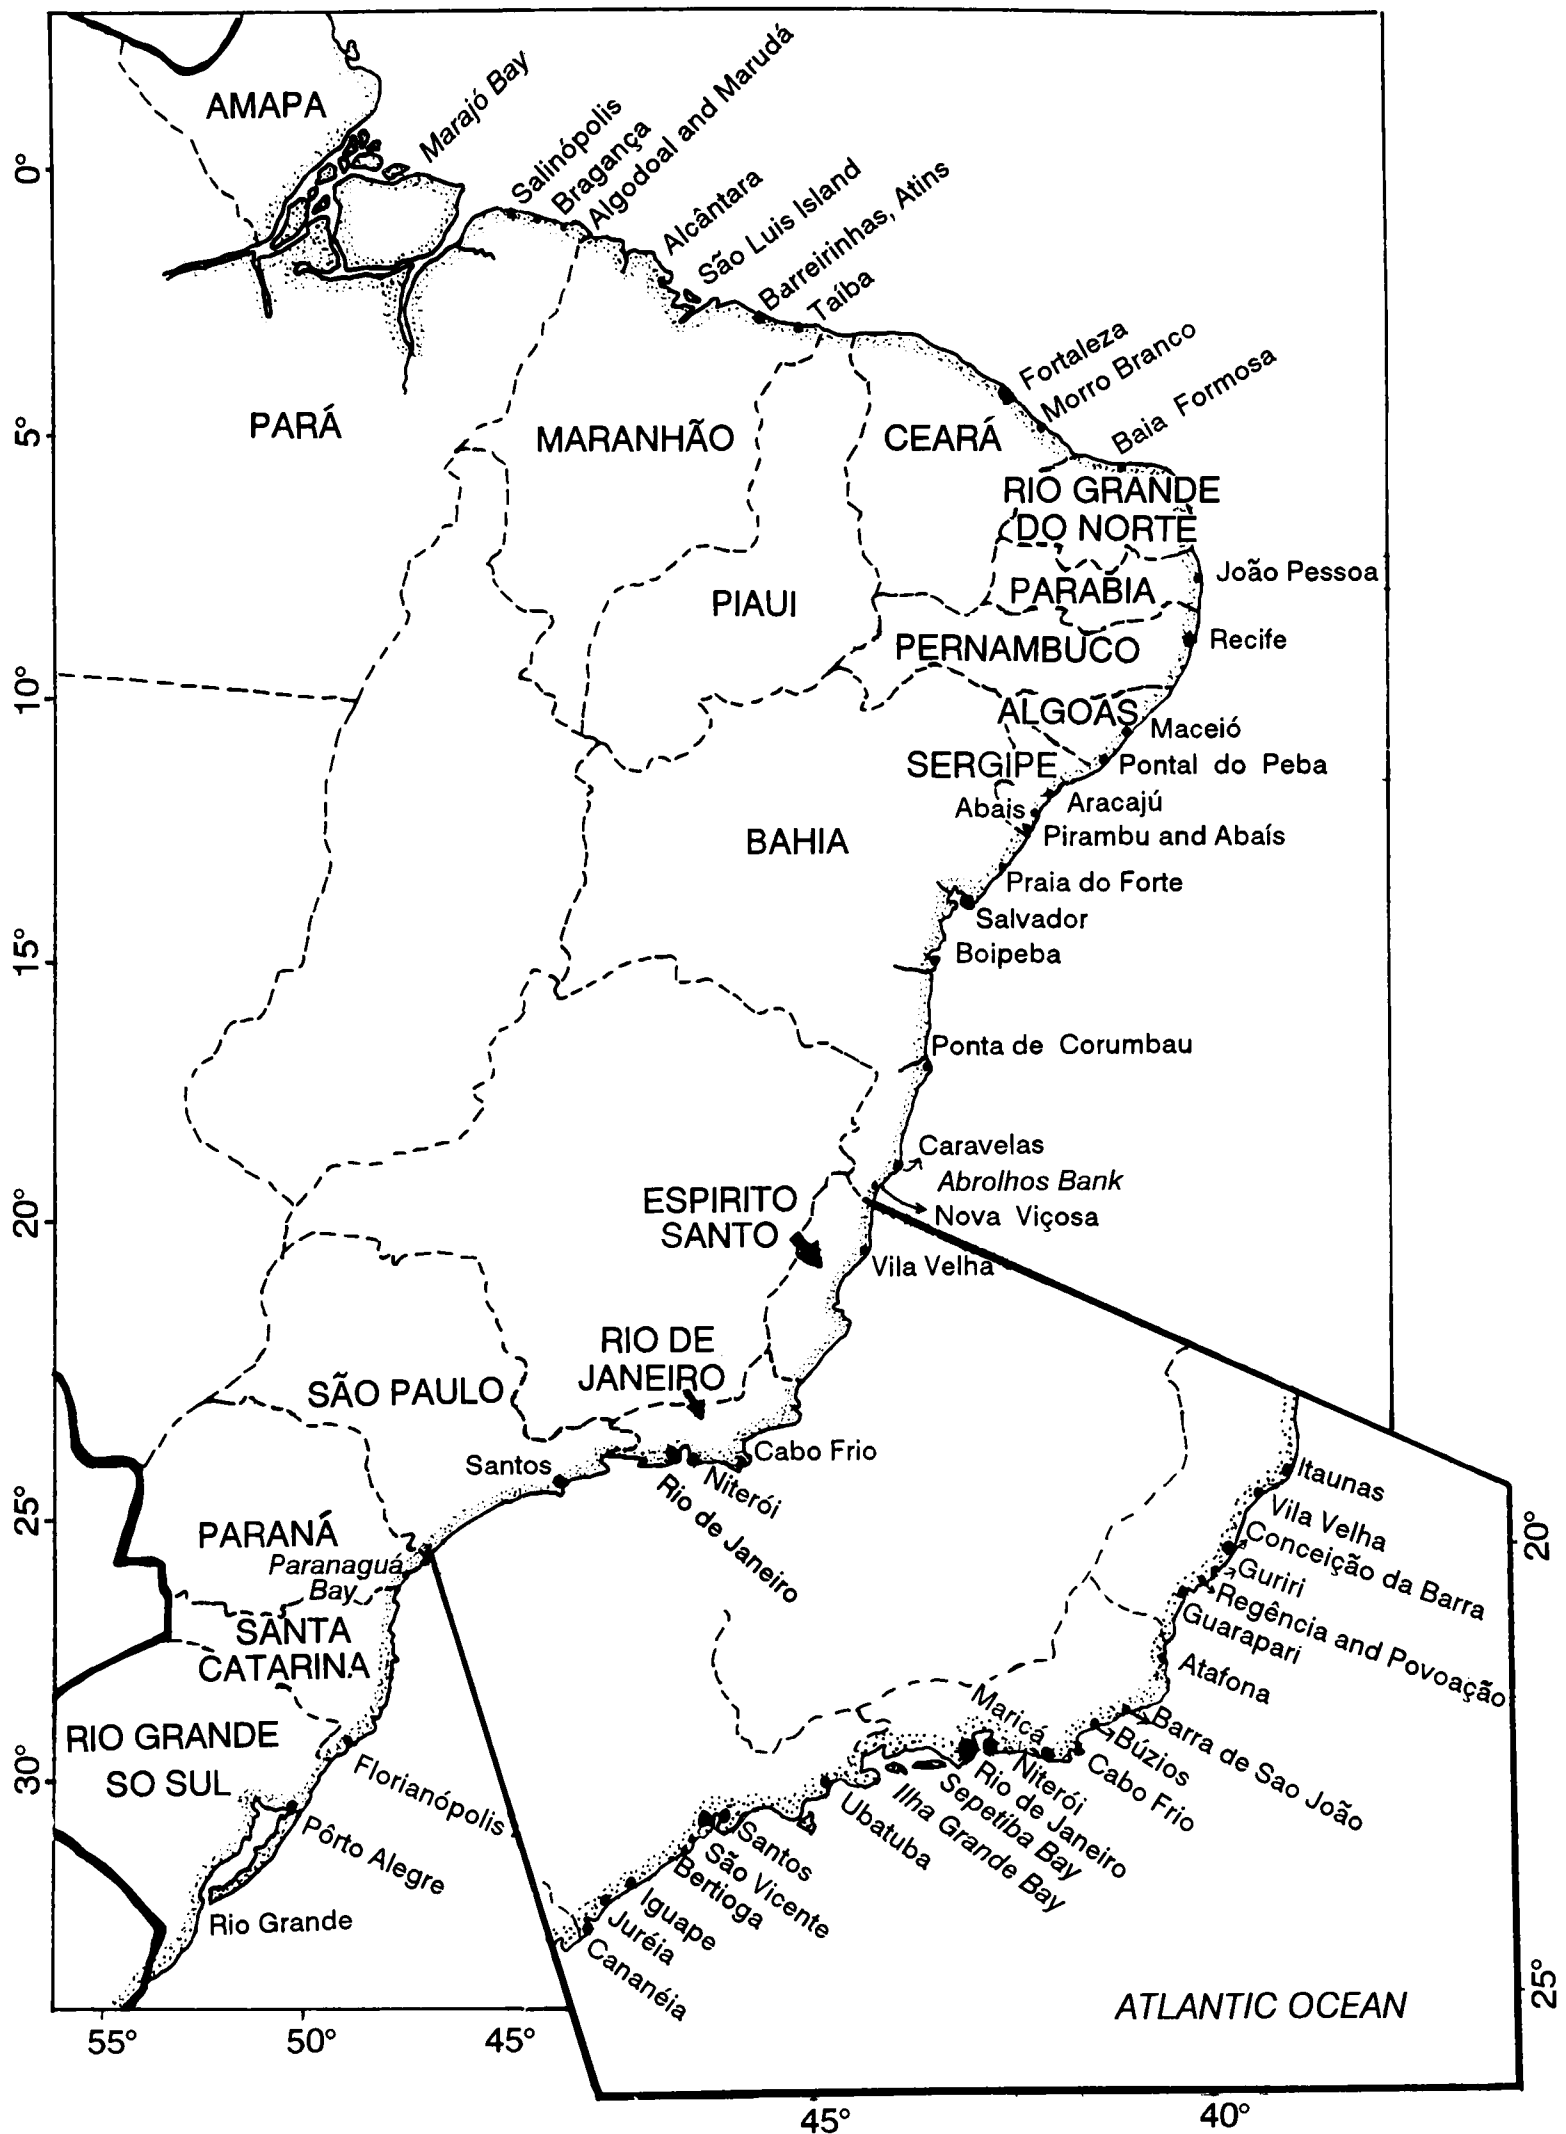 AMAPA
Marajó Bay
Salinópolis
Bragança
Algodoal and Marudá
Alcântara
São Luis Island
Barreirinhas, Atins
Taíba
Fortaleza
Morro Branco
Baia Formosa
0°
5°
10°
15°
20°
25°
30°
PARÁ
MARANHÃO
CEARÁ
RIO GRANDE
DO NORTE
João Pessoa
PIAUI
PARABIA
Recife
PERNAMBUCO
ALGOAS
Maceió
SERGIPE
Pontal do Peba
Abais
Aracajú
Pirambu and Abaís
BAHIA
Praia do Forte
Salvador
Boipeba
Ponta de Corumbau
Caravelas
Abrolhos Bank
Nova Viçosa
ESPIRITO
SANTO
Vila Velha
RIO DE
JANEIRO
SÃO PAULO
Cabo Frio
Santos
Niterói
Rio de Janeiro
PARANÁ
Paranaguá
Bay
SANTA
CATARINA
RIO GRANDE
SO SUL
Florianópolis
Pôrto Alegre
Rio Grande
55°
50°
45°
Itaunas
Vila Velha
Conceição da Barra
Guriri
Regência and Povoação
Guarapari
Atafona
Barra de Sao João
Búzios
Cabo Frio
Maricá
Niterói
Rio de Janeiro
Sepetiba Bay
Ilha Grande Bay
Ubatuba
Santos
São Vicente
Bertioga
Iguape
Juréia
Cananéia
ATLANTIC OCEAN
20°
25°
45°
40°